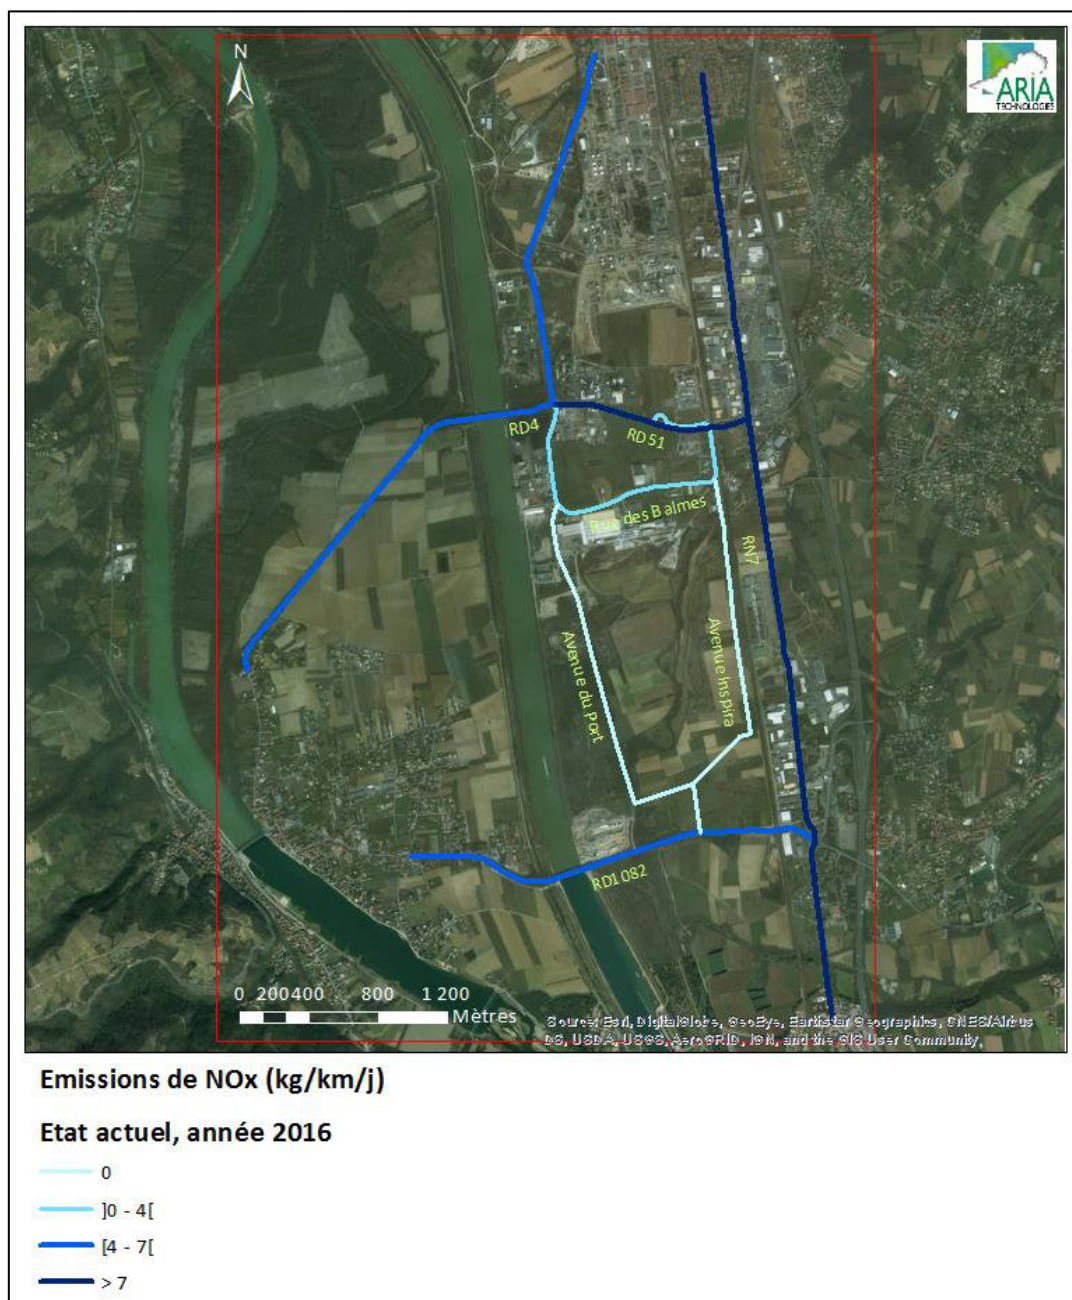 N
ARIA
TECHNOLOGIES
RD4
RD51
Rue des Balmes
RN7
Avenue du Port
Avenue Inspira
RD1082
0 200 400 800 1 200
Mètres
Source: Esri, DigitalGlobe, GeoEye, Earthstar Geographics, CNES/Airbus
DS, USDA, USGS, AeroGRID, IGN, and the GIS User Community,
Emissions de NOx (kg/km/j)
Etat actuel, année 2016
0
]0 - 4[
[4 - 7[
> 7